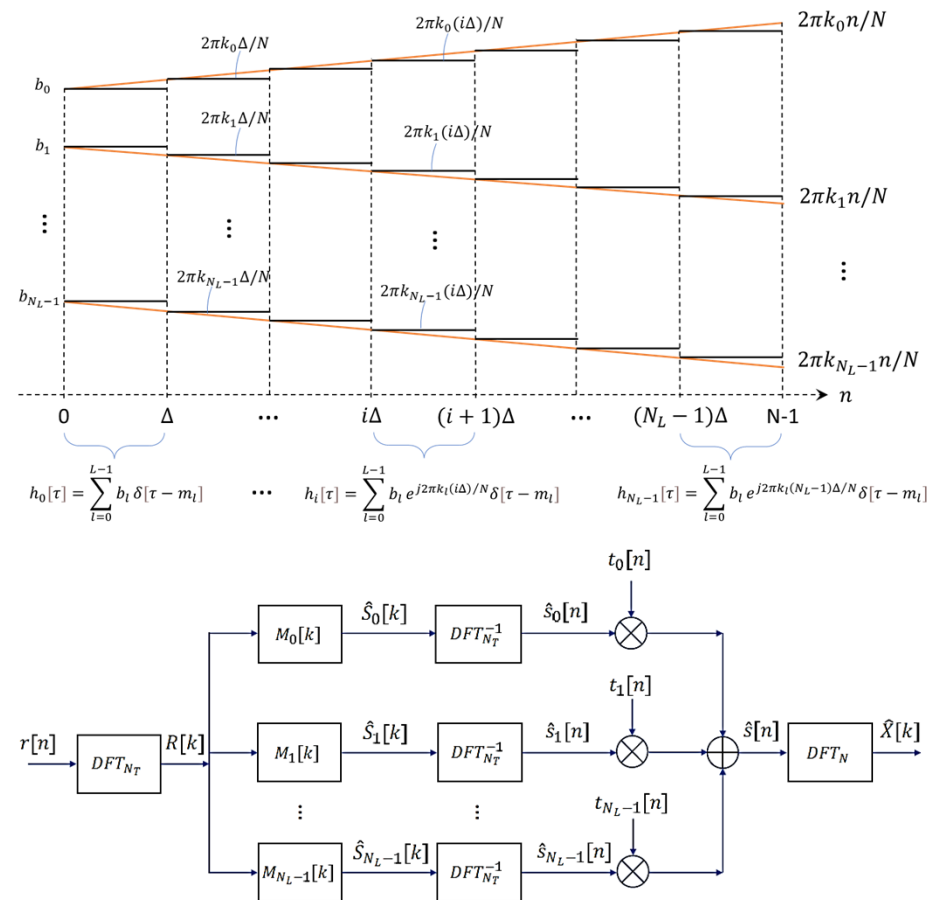 2πk₀(iΔ)/N
2πk₀n/N
2πk₀Δ/N
b₀
2πk₁Δ/N
2πk₁(iΔ)/N
b₁
2πk₁n/N
⋮ ⋮ ⋮ ⋮
2πk_{N_L−1}Δ/N
2πk_{N_L−1}(iΔ)/N
b_{N_L−1}
2πk_{N_L−1}n/N
n
0 Δ ⋯ iΔ (i + 1)Δ ⋯ (N_L − 1)Δ N-1
h₀[τ] = ∑_{l=0}^{L−1} b_l δ[τ − m_l] ⋯ h_i[τ] = ∑_{l=0}^{L−1} b_l e^{j2πk_l(iΔ)/N} δ[τ − m_l] h_{N_L−1}[τ] = ∑_{l=0}^{L−1} b_l e^{j2πk_l(N_L−1)Δ/N} δ[τ − m_l]
t₀[n]
Ŝ₀[k] ŝ₀[n]
M₀[k] DFT_{N_T}^{−1}
t₁[n]
r[n] R[k] Ŝ₁[k] ŝ₁[n] ŝ[n] X̂[k]
DFT_{N_T} M₁[k] DFT_{N_T}^{−1} DFT_N
⋮ ⋮
t_{N_L−1}[n]
Ŝ_{N_L−1}[k] ŝ_{N_L−1}[n]
M_{N_L−1}[k] DFT_{N_T}^{−1}